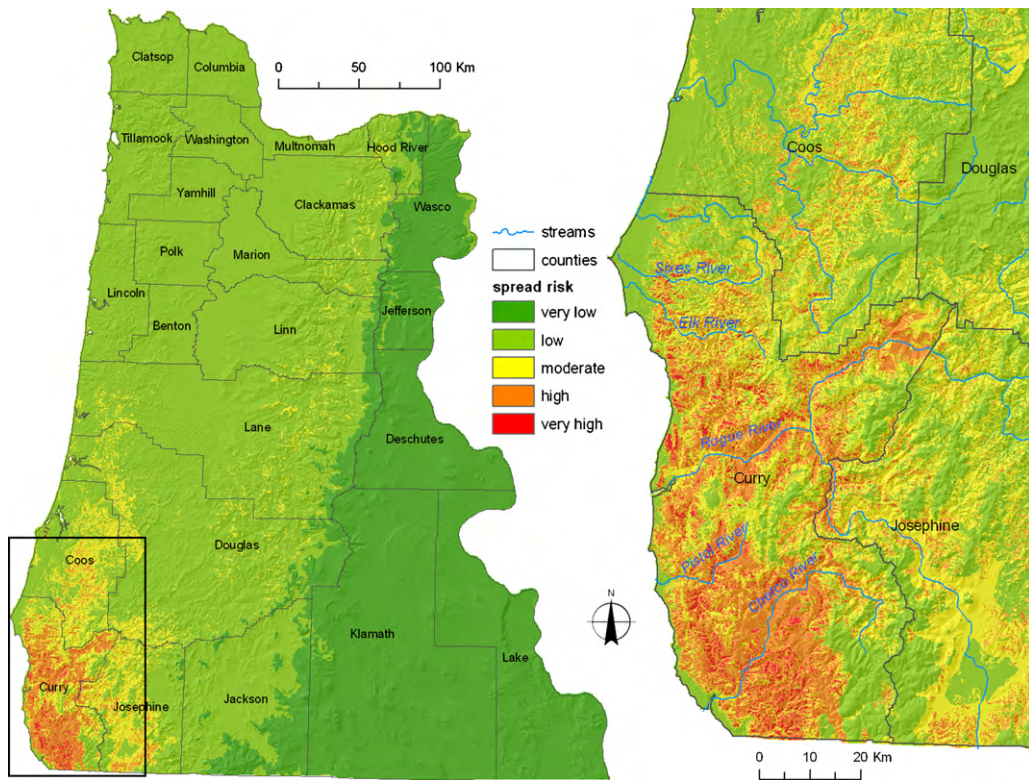 Clatsop
Columbia
0 50 100 Km
Tillamook
Washington
Multnomah
Hood River
Yamhill
Clackamas
Wasco
Polk
Marion
Lincoln
Benton
Linn
Jefferson
Lane
Deschutes
Coos
Douglas
Klamath
Lake
Curry
Josephine
Jackson
streams
counties
spread risk
very low
low
moderate
high
very high
N
Coos
Douglas
Sixes River
Elk River
Rogue River
Curry
Josephine
Pistol River
Chetco River
0 10 20 Km